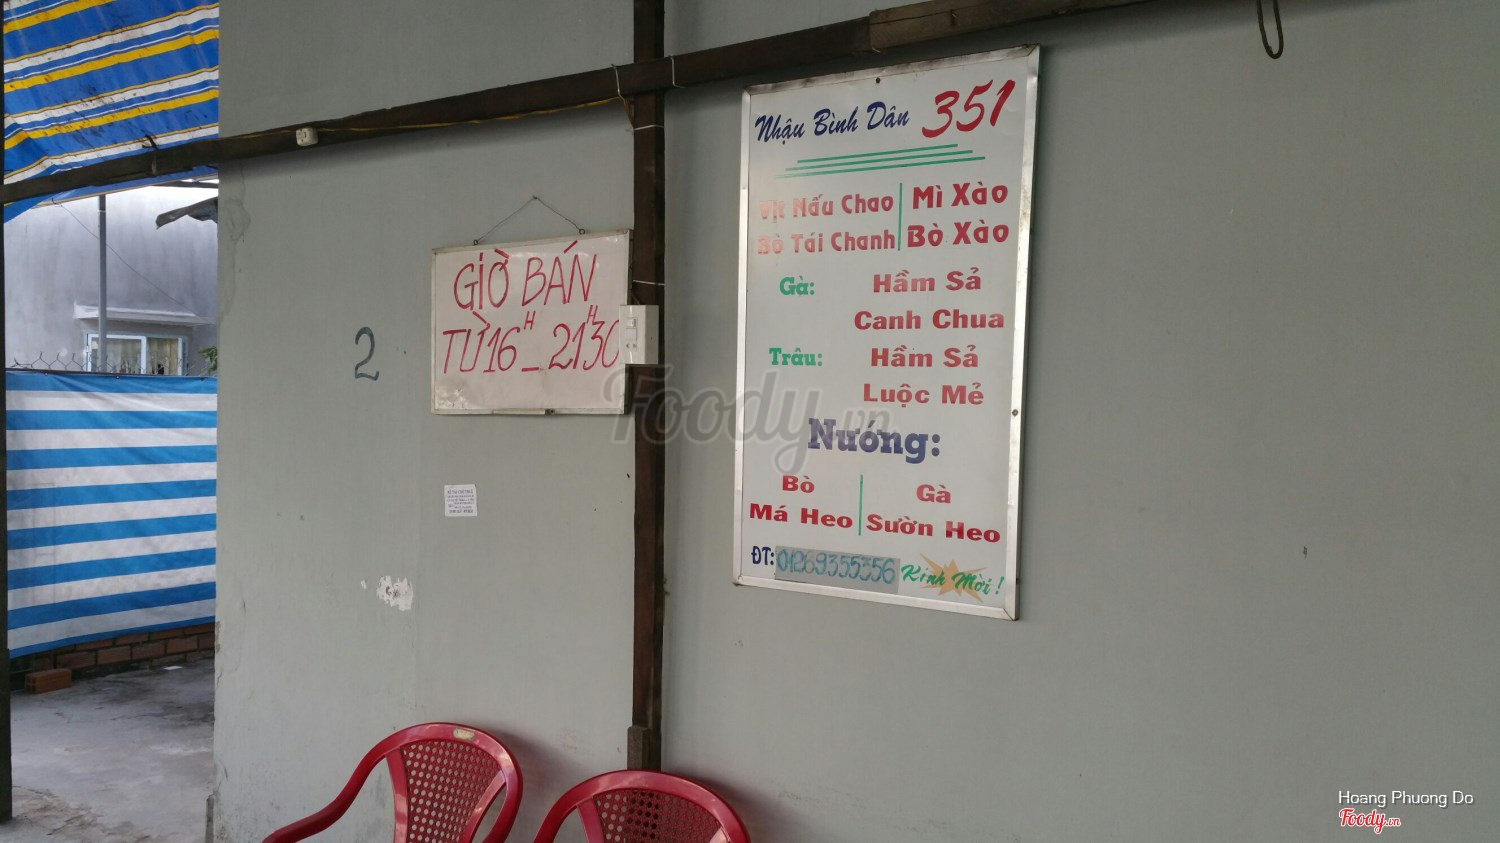 GIỜ BÁN
TỪ 16H - 21H30
2
Nhậu Bình Dân 351
Vịt Nấu Chao Mì Xào
Bò Tái Chanh Bò Xào
Gà: Hầm Sả
Canh Chua
Trâu: Hầm Sả
Luộc Mẻ
Nướng:
Bò Gà
Má Heo Sườn Heo
ĐT: 01269355356 Kính Mời!
Foody.vn
Hoang Phuong Do
Foody.vn